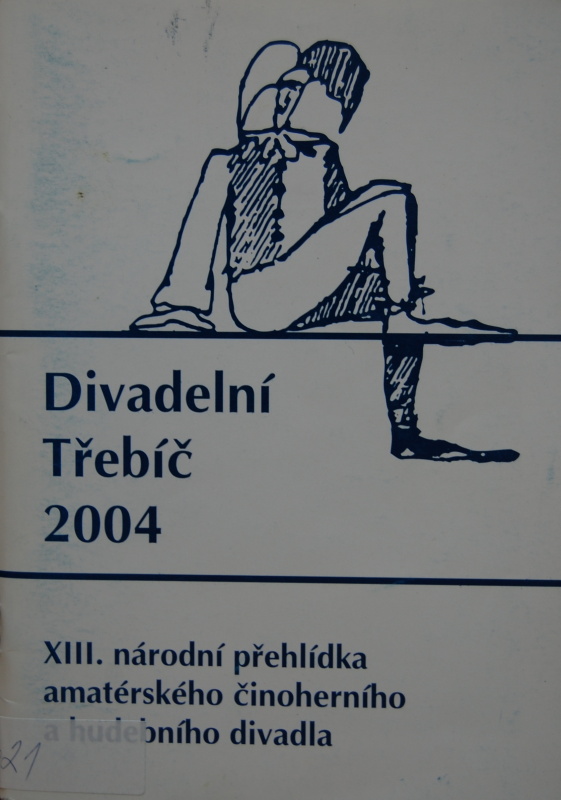 Divadelní
Třebíč
2004
XIII. národní přehlídka
amatérského činoherního
a hudebního divadla
21